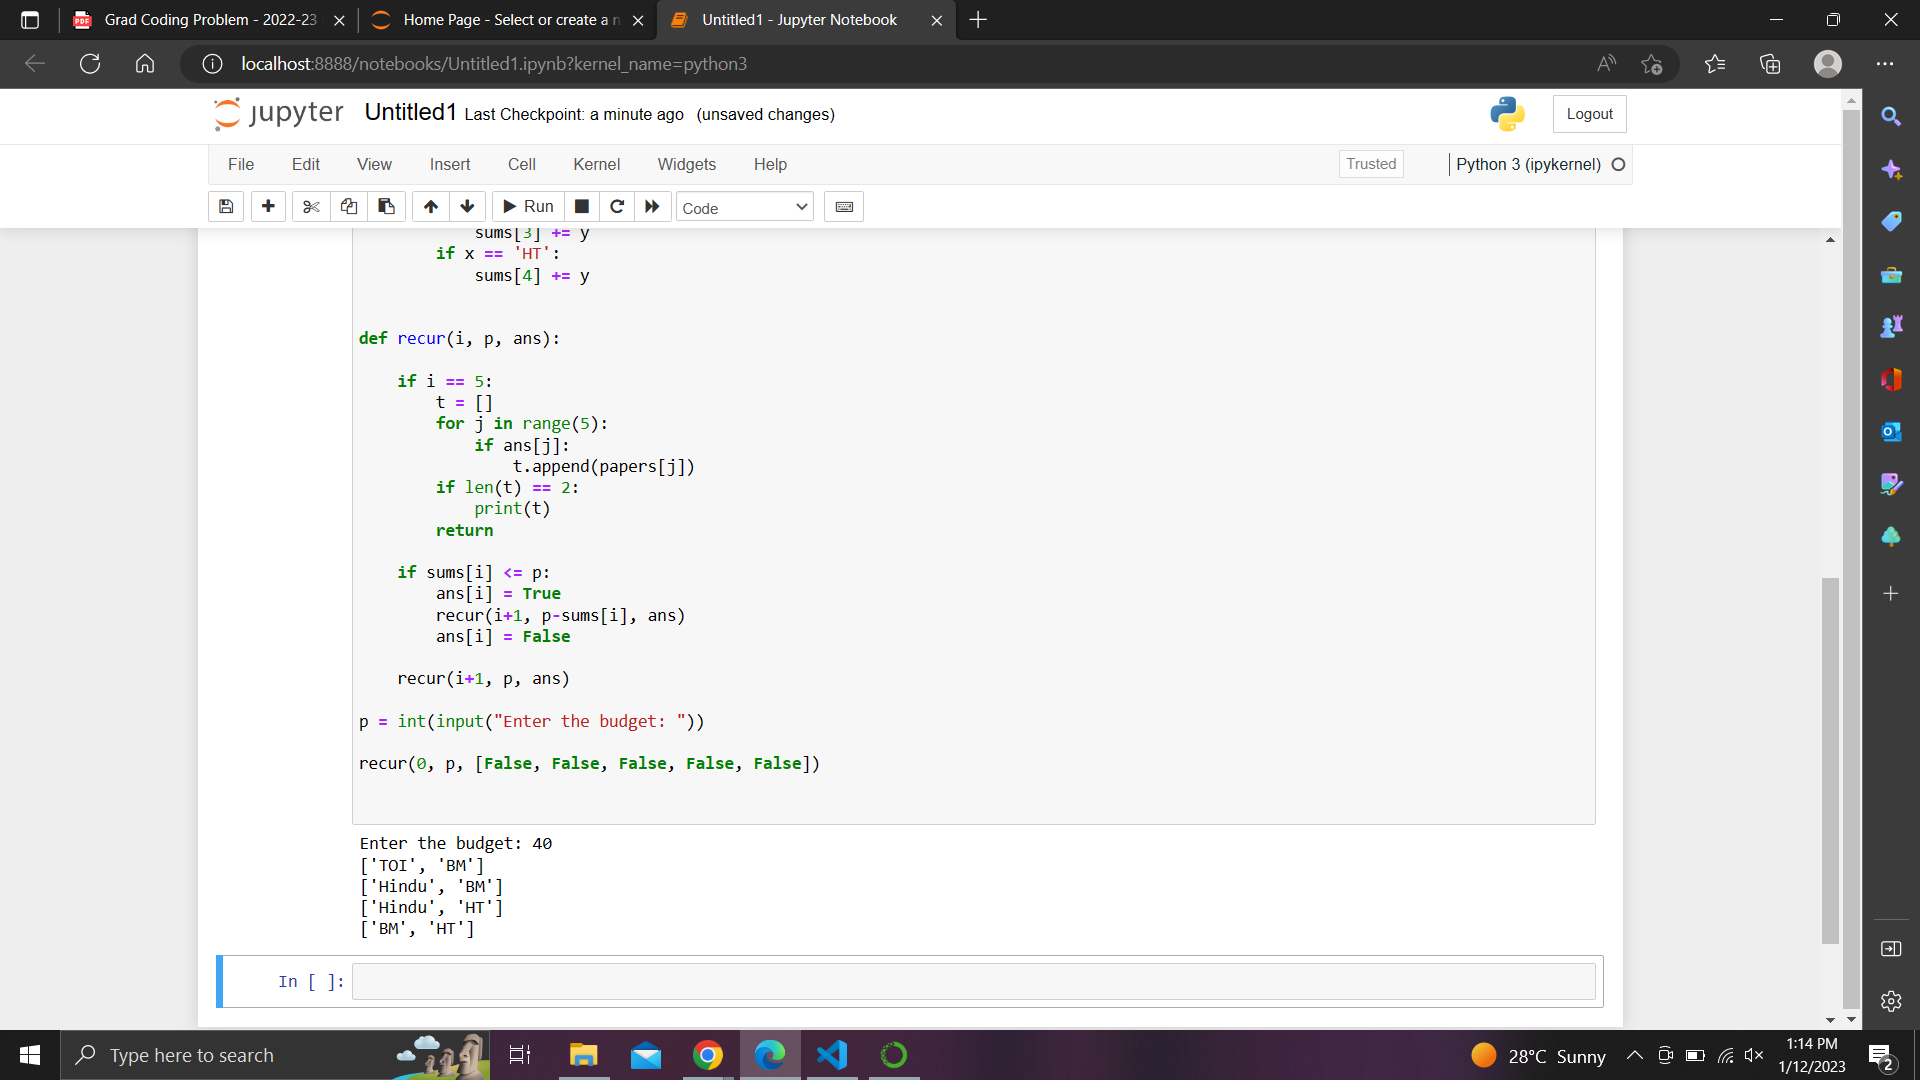 Grad Coding Problem - 2022-23
Home Page - Select or create a n
Untitled1 - Jupyter Notebook
localhost:8888/notebooks/Untitled1.ipynb?kernel_name=python3
jupyter Untitled1 Last Checkpoint: a minute ago (unsaved changes)
Logout
File Edit View Insert Cell Kernel Widgets Help
Trusted
Python 3 (ipykernel)
Run
Code
            sums[3] += y
        if x == 'HT':
            sums[4] += y
def recur(i, p, ans):
    if i == 5:
        t = []
        for j in range(5):
            if ans[j]:
                t.append(papers[j])
        if len(t) == 2:
            print(t)
        return
    if sums[i] <= p:
        ans[i] = True
        recur(i+1, p-sums[i], ans)
        ans[i] = False
    recur(i+1, p, ans)
p = int(input("Enter the budget: "))
recur(0, p, [False, False, False, False, False])
Enter the budget: 40
['TOI', 'BM']
['Hindu', 'BM']
['Hindu', 'HT']
['BM', 'HT']
In [ ]:
Type here to search
28°C Sunny
1:14 PM
1/12/2023
2